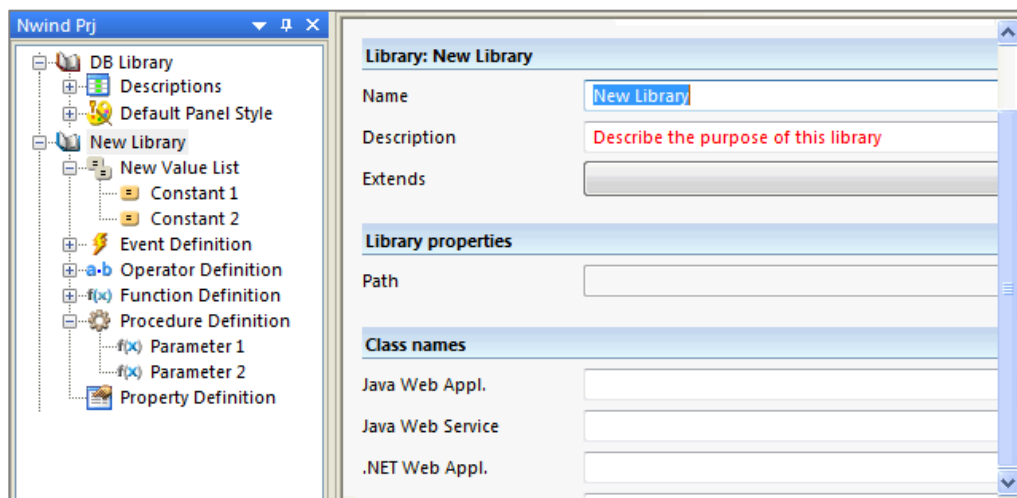 Nwind Prj
DB Library
Descriptions
Default Panel Style
New Library
New Value List
= Constant 1
= Constant 2
Event Definition
a·b Operator Definition
f(x) Function Definition
Procedure Definition
f(x) Parameter 1
f(x) Parameter 2
Property Definition
Library: New Library
Name New Library
Description Describe the purpose of this library
Extends
Library properties
Path
Class names
Java Web Appl.
Java Web Service
.NET Web Appl.